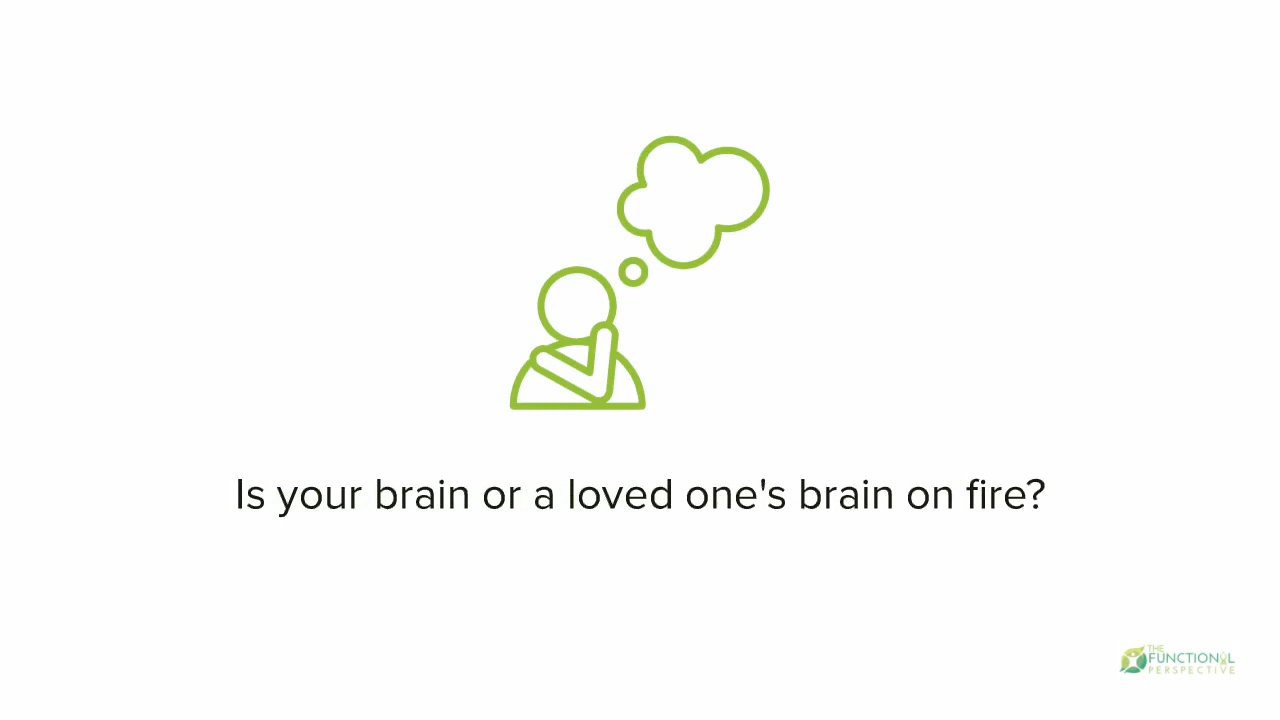 Is your brain or a loved one's brain on fire?
THE
FUNCTIONAL
PERSPECTIVE